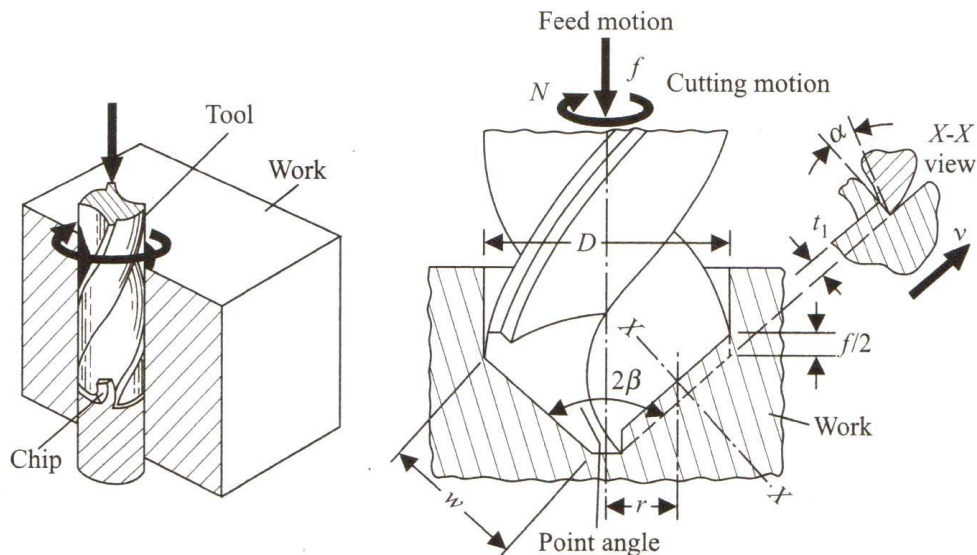 Feed motion
f
N
Cutting motion
Tool
Work
α
X-X
view
t1
v
D
X
f/2
2β
Work
Chip
w
r
X
Point angle